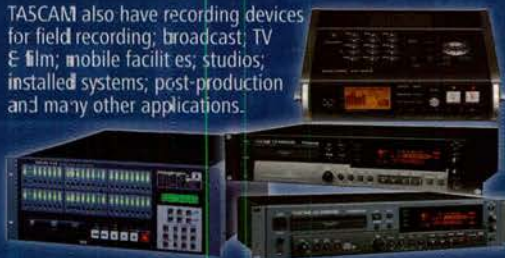 TASCAM also have recording devices
for field recording; broadcast; TV
& film; mobile facilities; studios;
installed systems; post-production
and many other applications.